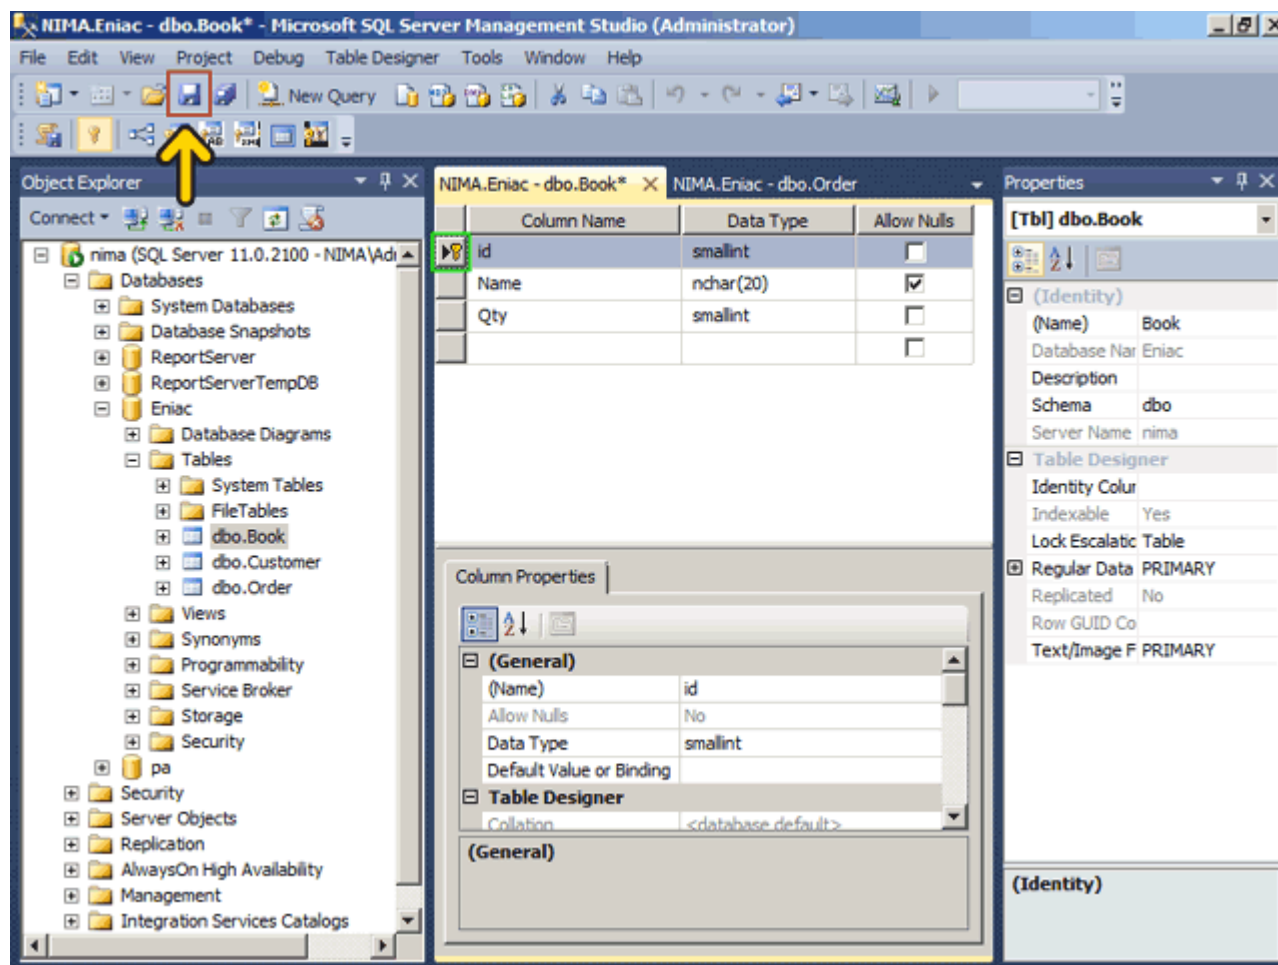 NIMA.Eniac - dbo.Book* - Microsoft SQL Server Management Studio (Administrator)
File Edit View Project Debug Table Designer Tools Window Help
New Query
Object Explorer
Connect
nima (SQL Server 11.0.2100 - NIMA\Adı
Databases
System Databases
Database Snapshots
ReportServer
ReportServerTempDB
Eniac
Database Diagrams
Tables
System Tables
FileTables
dbo.Book
dbo.Customer
dbo.Order
Views
Synonyms
Programmability
Service Broker
Storage
Security
pa
Security
Server Objects
Replication
AlwaysOn High Availability
Management
Integration Services Catalogs
NIMA.Eniac - dbo.Book* NIMA.Eniac - dbo.Order
Column Name Data Type Allow Nulls
id smallint
Name nchar(20)
Qty smallint
Column Properties
(General)
(Name) id
Allow Nulls No
Data Type smallint
Default Value or Binding
Table Designer
Collation <database default>
(General)
Properties
[Tbl] dbo.Book
(Identity)
(Name) Book
Database Nar Eniac
Description
Schema dbo
Server Name nima
Table Designer
Identity Colur
Indexable Yes
Lock Escalatic Table
Regular Data PRIMARY
Replicated No
Row GUID Co
Text/Image F PRIMARY
(Identity)